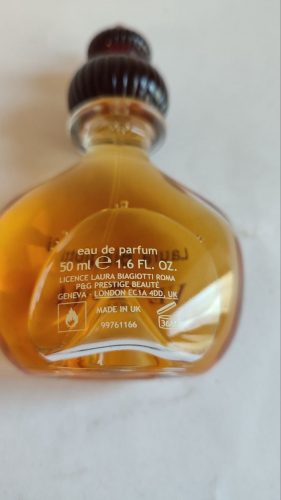 eau de parfum
50 ml ℮ 1.6 FL. OZ.
LICENCE LAURA BIAGIOTTI ROMA
P&G PRESTIGE BEAUTÉ
GENEVA - LONDON EC1A 4DD, UK
MADE IN UK
99761166
36M